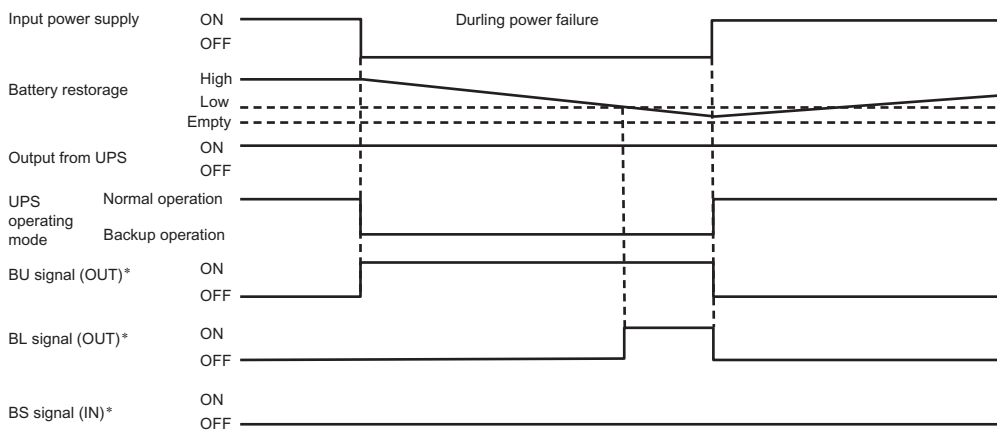 Input power supply ON Durling power failure
OFF
Battery restorage High
Low
Empty
Output from UPS ON
OFF
UPS operating mode Normal operation
Backup operation
BU signal (OUT)* ON
OFF
BL signal (OUT)* ON
OFF
BS signal (IN)* ON
OFF